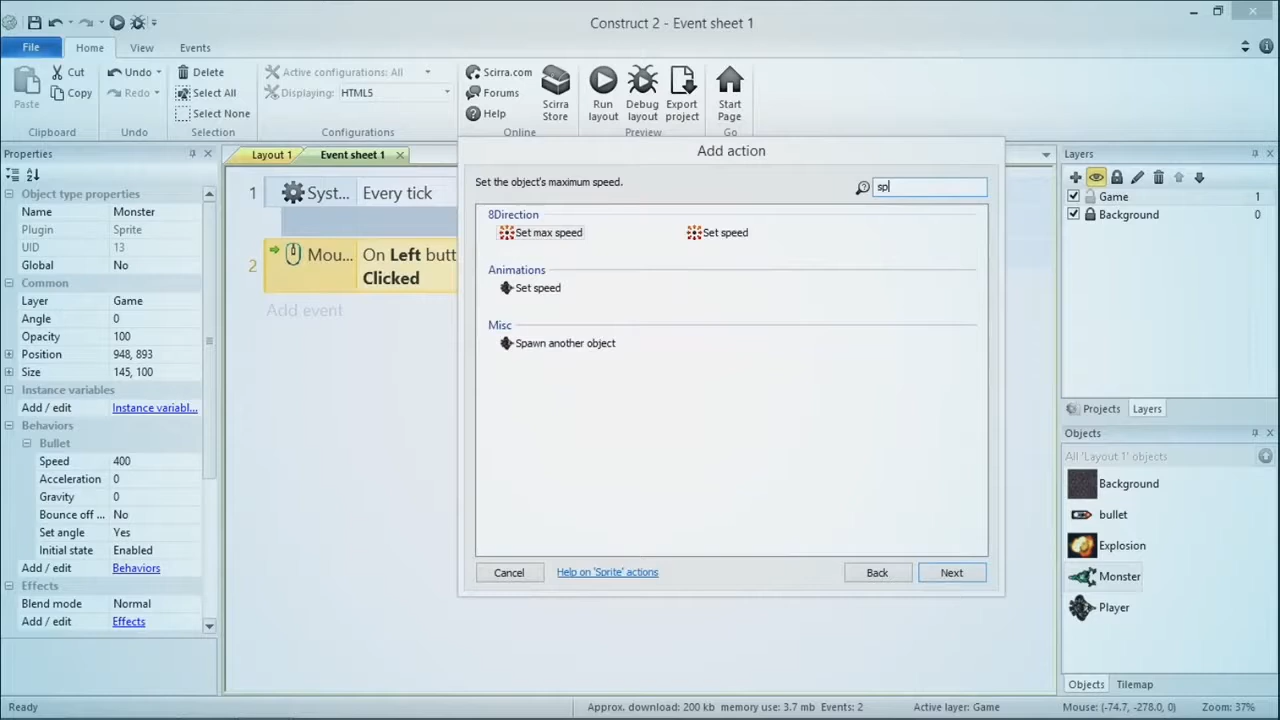 Construct 2 - Event sheet 1
File
Home
View
Events
Paste
Cut
Copy
Clipboard
Undo
Redo
Undo
Delete
Select All
Select None
Selection
Active configurations: All
Displaying: HTML5
Configurations
Scirra.com
Forums
Help
Scirra
Store
Online
Run
layout
Debug
layout
Export
project
Preview
Start
Page
Go
Properties
Object type properties
Name Monster
Plugin Sprite
UID 13
Global No
Common
Layer Game
Angle 0
Opacity 100
Position 948, 893
Size 145, 100
Instance variables
Add / edit Instance variabl...
Behaviors
Bullet
Speed 400
Acceleration 0
Gravity 0
Bounce off ... No
Set angle Yes
Initial state Enabled
Add / edit Behaviors
Effects
Blend mode Normal
Add / edit Effects
Layout 1
Event sheet 1
1 Syst... Every tick
2 Mou... On Left butt
Clicked
Add event
Add action
Set the object's maximum speed.
sp
8Direction
Set max speed
Set speed
Animations
Set speed
Misc
Spawn another object
Cancel
Help on 'Sprite' actions
Back
Next
Layers
Game 1
Background 0
Projects
Layers
Objects
All 'Layout 1' objects
Background
bullet
Explosion
Monster
Player
Objects
Tilemap
Ready
Approx. download: 200 kb memory use: 3.7 mb Events: 2
Active layer: Game
Mouse: (-74.7, -278.0, 0)
Zoom: 37%